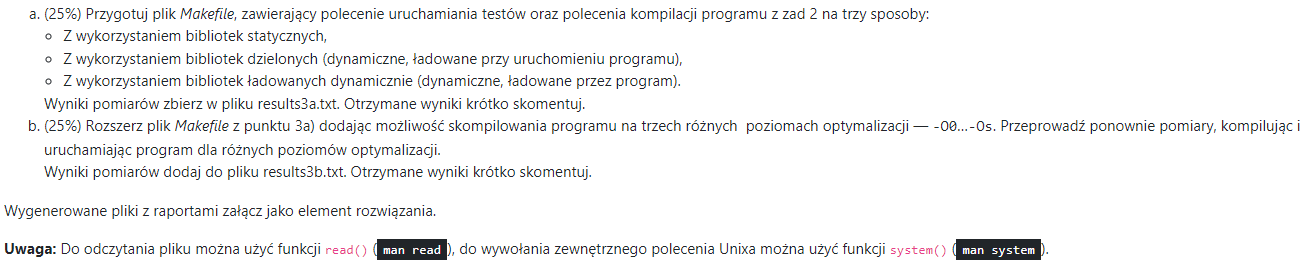 a. (25%) Przygotuj plik Makefile, zawierający polecenie uruchamiania testów oraz polecenia kompilacji programu z zad 2 na trzy sposoby:
○ Z wykorzystaniem bibliotek statycznych,
○ Z wykorzystaniem bibliotek dzielonych (dynamiczne, ładowane przy uruchomieniu programu),
○ Z wykorzystaniem bibliotek ładowanych dynamicznie (dynamiczne, ładowane przez program).
Wyniki pomiarów zbierz w pliku results3a.txt. Otrzymane wyniki krótko skomentuj.
b. (25%) Rozszerz plik Makefile z punktu 3a) dodając możliwość skompilowania programu na trzech różnych poziomach optymalizacji — -O0…-Os. Przeprowadź ponownie pomiary, kompilując i
uruchamiając program dla różnych poziomów optymalizacji.
Wyniki pomiarów dodaj do pliku results3b.txt. Otrzymane wyniki krótko skomentuj.
Wygenerowane pliki z raportami załącz jako element rozwiązania.
Uwaga: Do odczytania pliku można użyć funkcji read() ( man read ), do wywołania zewnętrznego polecenia Unixa można użyć funkcji system() ( man system ).